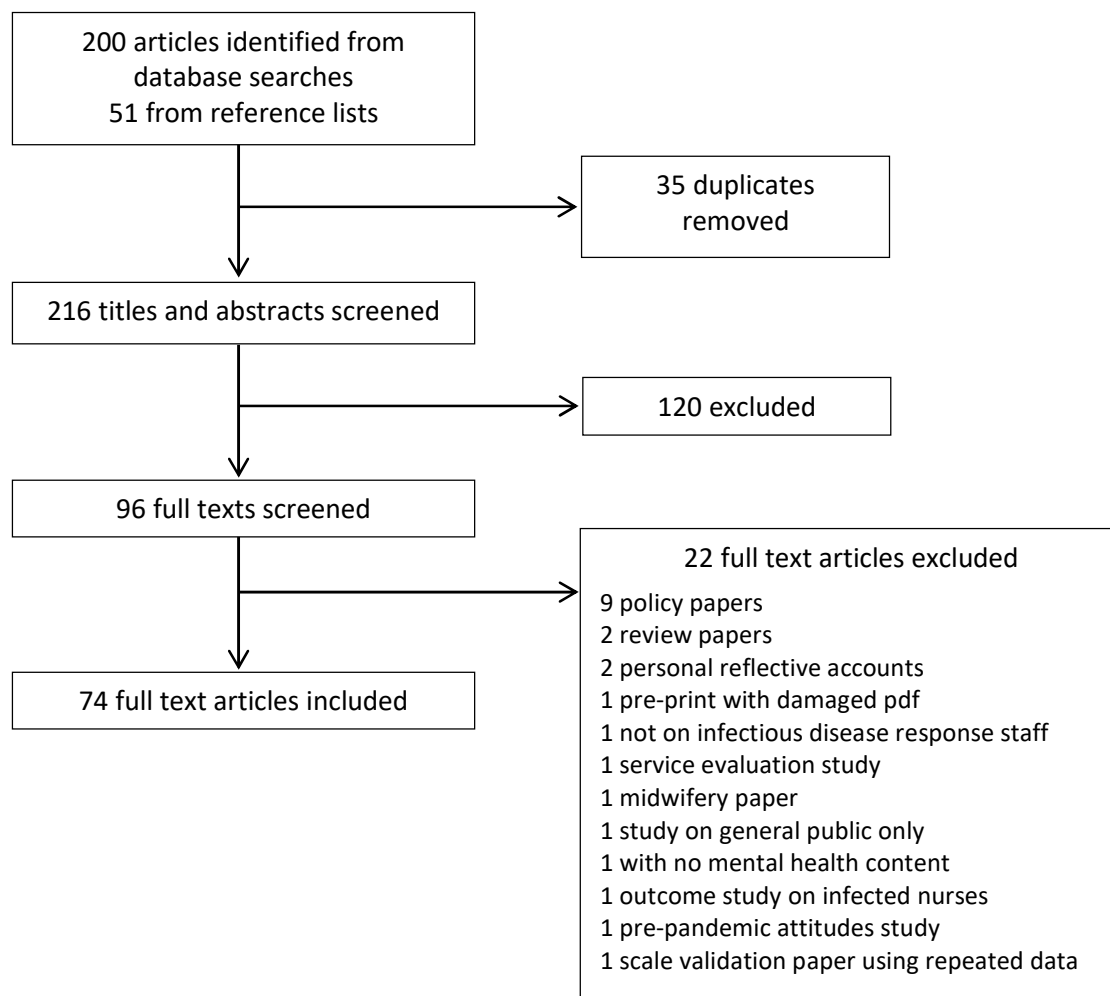 200 articles identified from
database searches
51 from reference lists
35 duplicates
removed
216 titles and abstracts screened
120 excluded
96 full texts screened
22 full text articles excluded
9 policy papers
2 review papers
2 personal reflective accounts
1 pre-print with damaged pdf
1 not on infectious disease response staff
1 service evaluation study
1 midwifery paper
1 study on general public only
1 with no mental health content
1 outcome study on infected nurses
1 pre-pandemic attitudes study
1 scale validation paper using repeated data
74 full text articles included